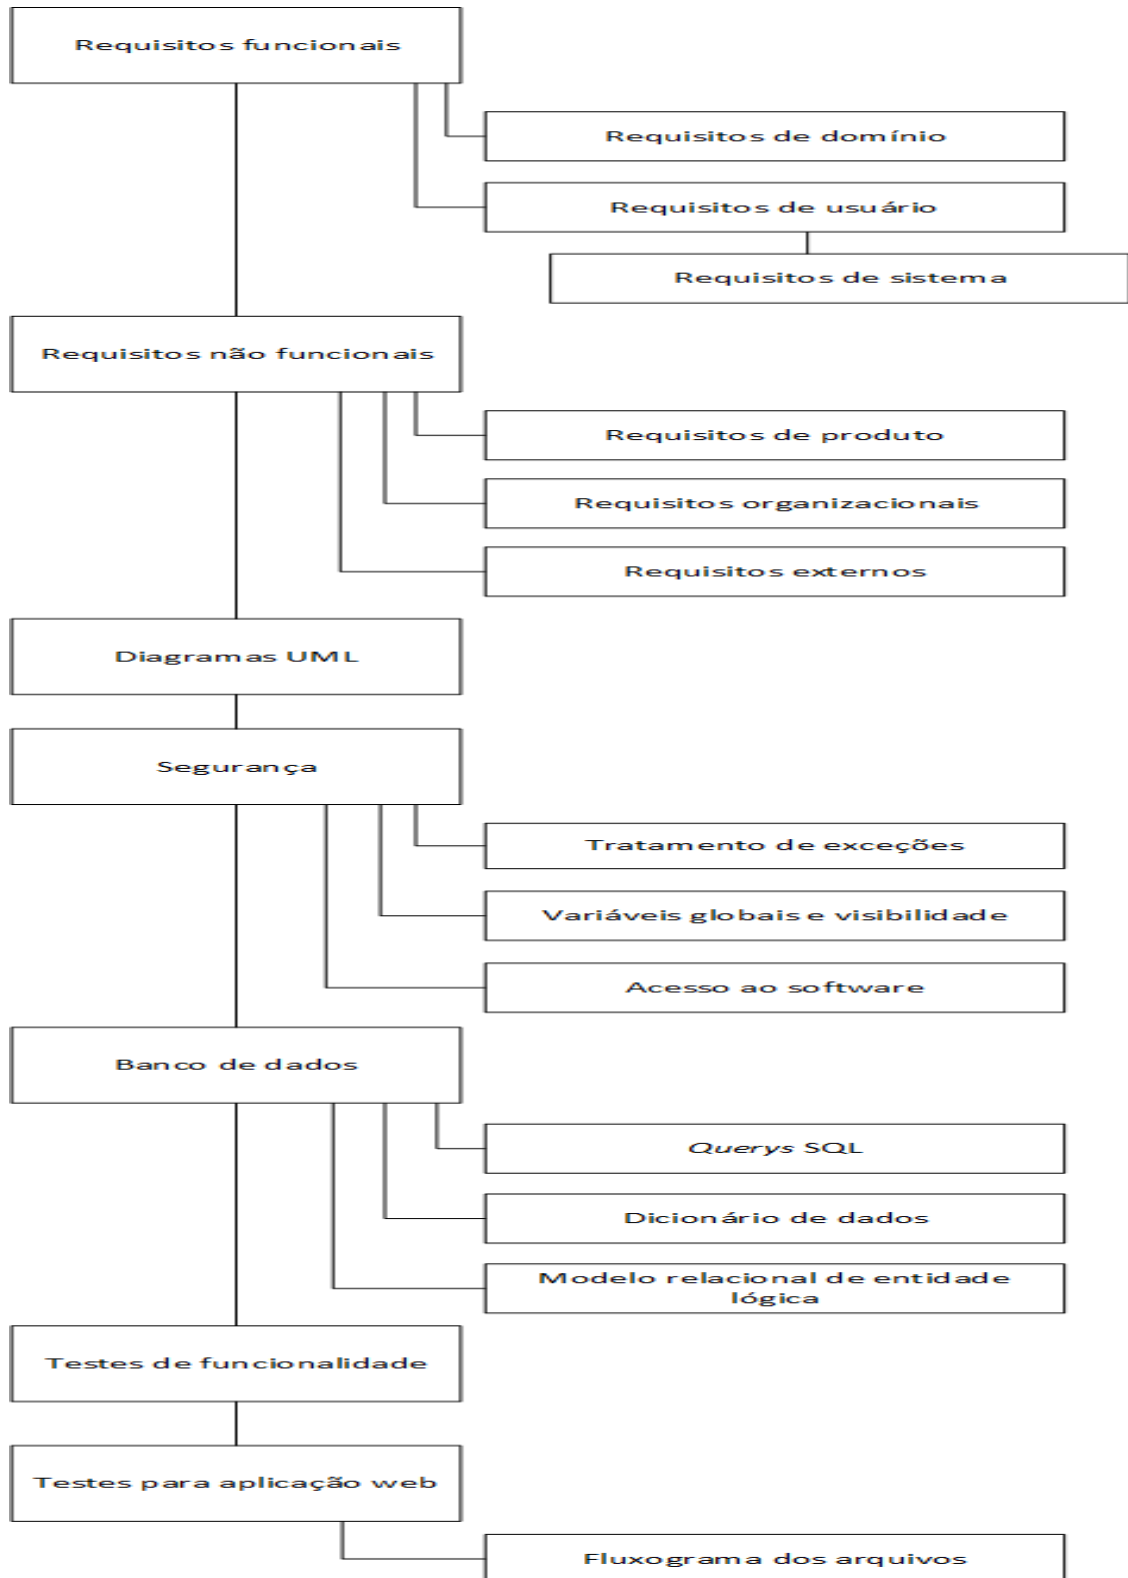 Requisitos funcionais
Requisitos de domínio
Requisitos de usuário
Requisitos de sistema
Requisitos não funcionais
Requisitos de produto
Requisitos organizacionais
Requisitos externos
Diagramas UML
Segurança
Tratamento de exceções
Variáveis globais e visibilidade
Acesso ao software
Banco de dados
Querys SQL
Dicionário de dados
Modelo relacional de entidade
lógica
Testes de funcionalidade
Testes para aplicação web
Fluxograma dos arquivos